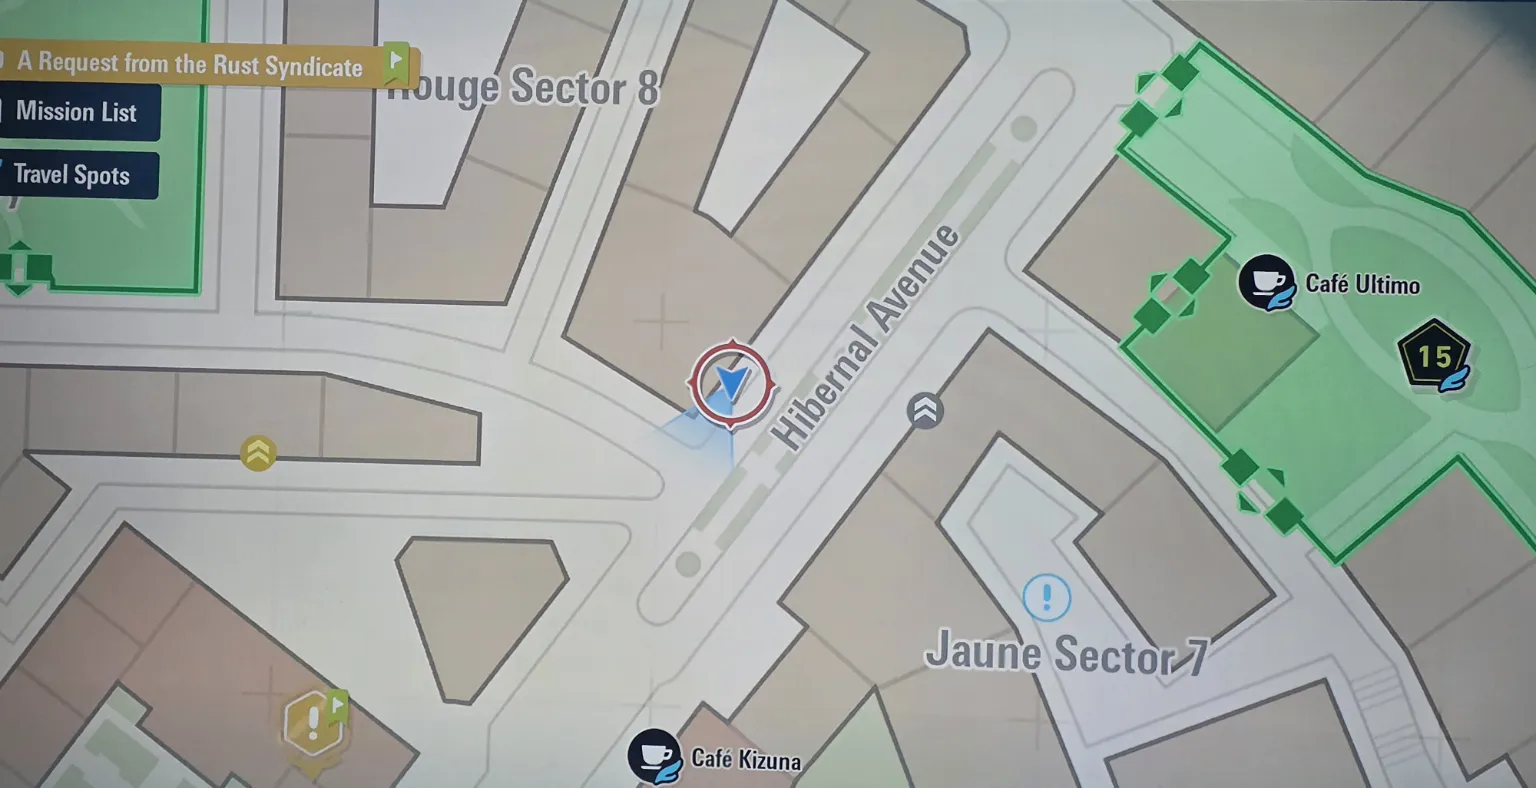 A Request from the Rust Syndicate
Rouge Sector 8
Mission List
Travel Spots
Hibernal Avenue
Café Ultimo
15
Jaune Sector 7
Café Kizuna